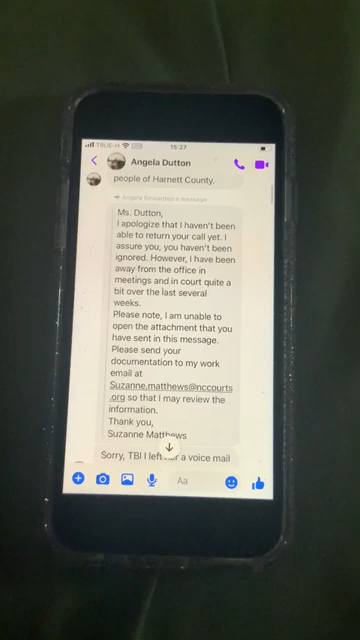 TRUE-H
15:27
Angela Dutton
people of Harnett County.
Angela forwarded a message
Ms. Dutton,
I apologize that I haven't been
able to return your call yet. I
assure you, you haven't been
ignored. However, i have been
away from the office in
meetings and in court quite a
bit over the last several
weeks.
Please note, I am unable to
open the attachment that you
have sent in this message.
Please send your
documentation to my work
email at
Suzanne.matthews@nccourts
.org so that I may review the
information.
Thank you,
Suzanne Matthews
Sorry, TBI I left her a voice mail
Aa